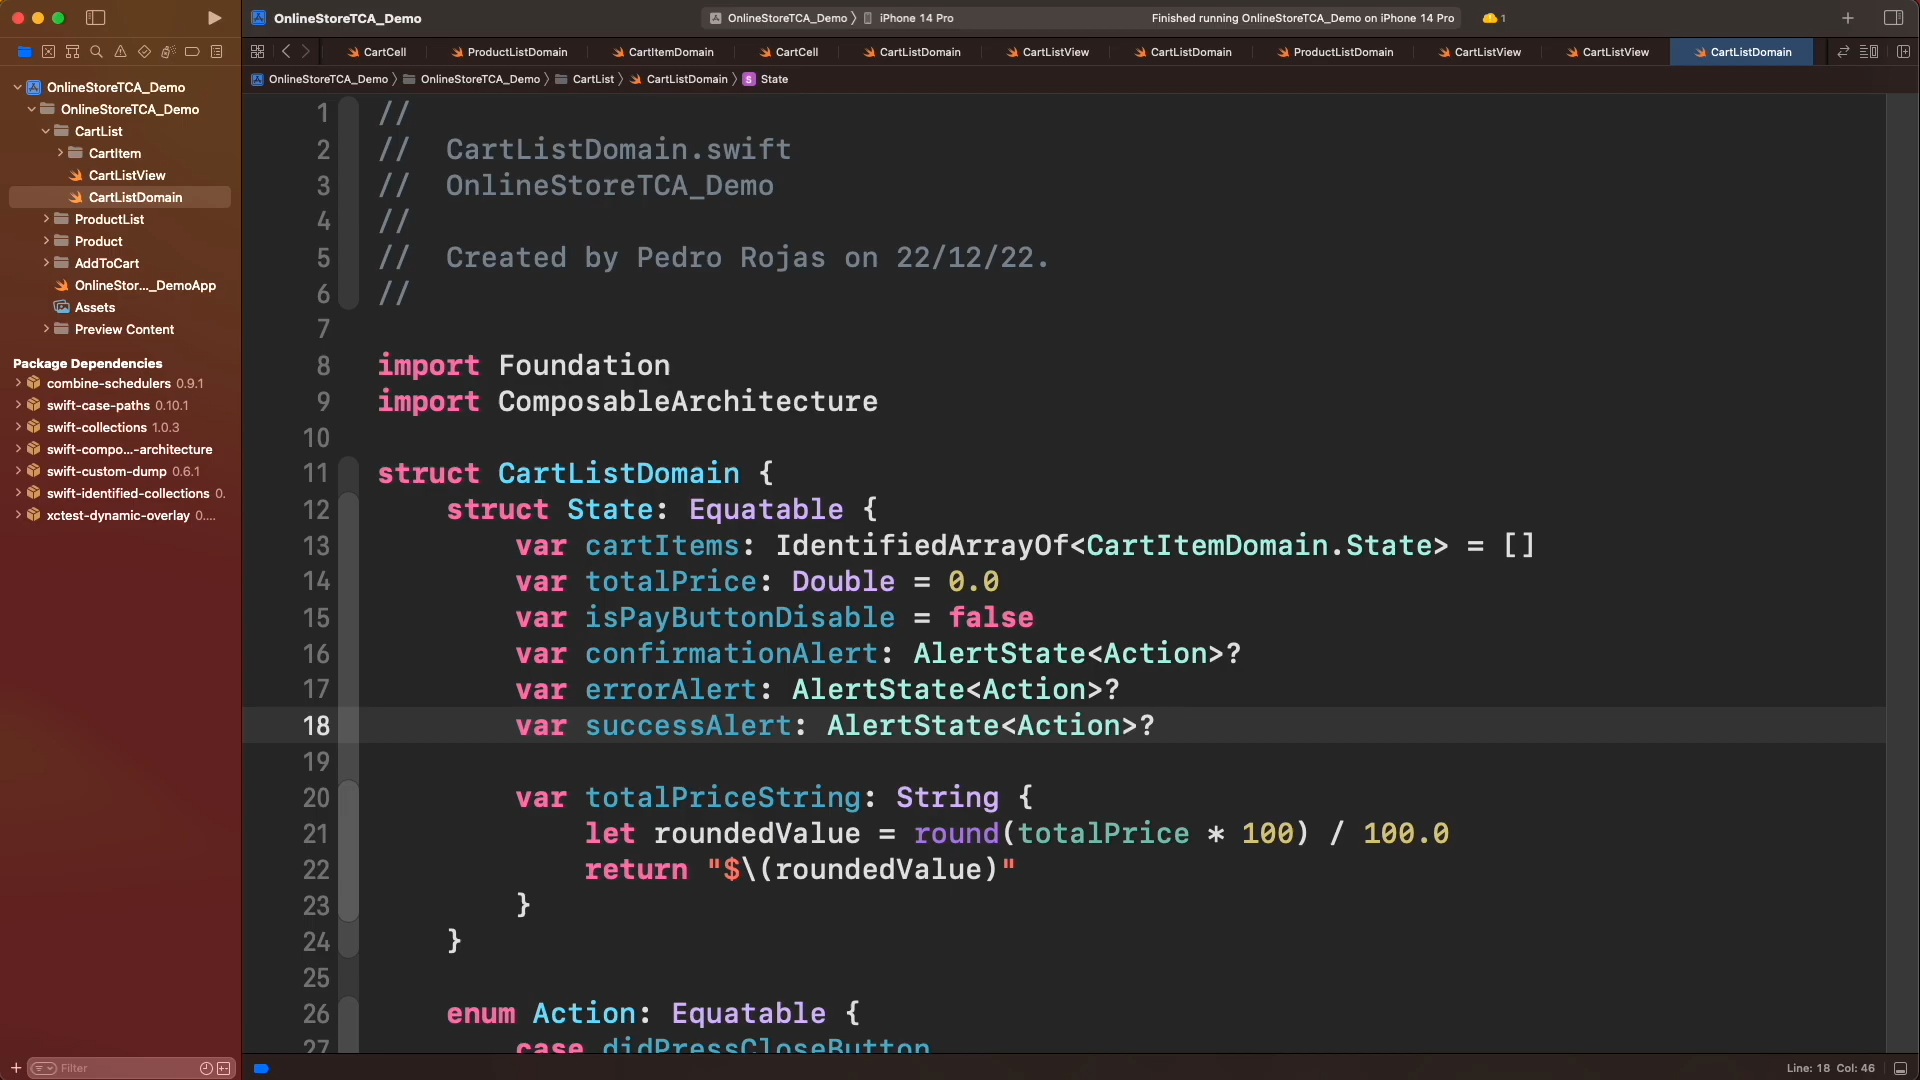 OnlineStoreTCA_Demo
OnlineStoreTCA_Demo 〉 iPhone 14 Pro
Finished running OnlineStoreTCA_Demo on iPhone 14 Pro
1
CartCell
ProductListDomain
CartItemDomain
CartCell
CartListDomain
CartListView
CartListDomain
ProductListDomain
CartListView
CartListView
CartListDomain
OnlineStoreTCA_Demo 〉 OnlineStoreTCA_Demo 〉 CartList 〉 CartListDomain 〉 S State
OnlineStoreTCA_Demo
OnlineStoreTCA_Demo
CartList
CartItem
CartListView
CartListDomain
ProductList
Product
AddToCart
OnlineStor..._DemoApp
Assets
Preview Content
Package Dependencies
combine-schedulers 0.9.1
swift-case-paths 0.10.1
swift-collections 1.0.3
swift-compo...-architecture
swift-custom-dump 0.6.1
swift-identified-collections 0.
xctest-dynamic-overlay 0....
Filter
1 //
2 //  CartListDomain.swift
3 //  OnlineStoreTCA_Demo
4 //
5 //  Created by Pedro Rojas on 22/12/22.
6 //
7
8 import Foundation
9 import ComposableArchitecture
10
11 struct CartListDomain {
12     struct State: Equatable {
13         var cartItems: IdentifiedArrayOf<CartItemDomain.State> = []
14         var totalPrice: Double = 0.0
15         var isPayButtonDisable = false
16         var confirmationAlert: AlertState<Action>?
17         var errorAlert: AlertState<Action>?
18         var successAlert: AlertState<Action>?
19
20         var totalPriceString: String {
21             let roundedValue = round(totalPrice * 100) / 100.0
22             return "$\(roundedValue)"
23         }
24     }
25
26     enum Action: Equatable {
27         case didPressCloseButton
Line: 18 Col: 46